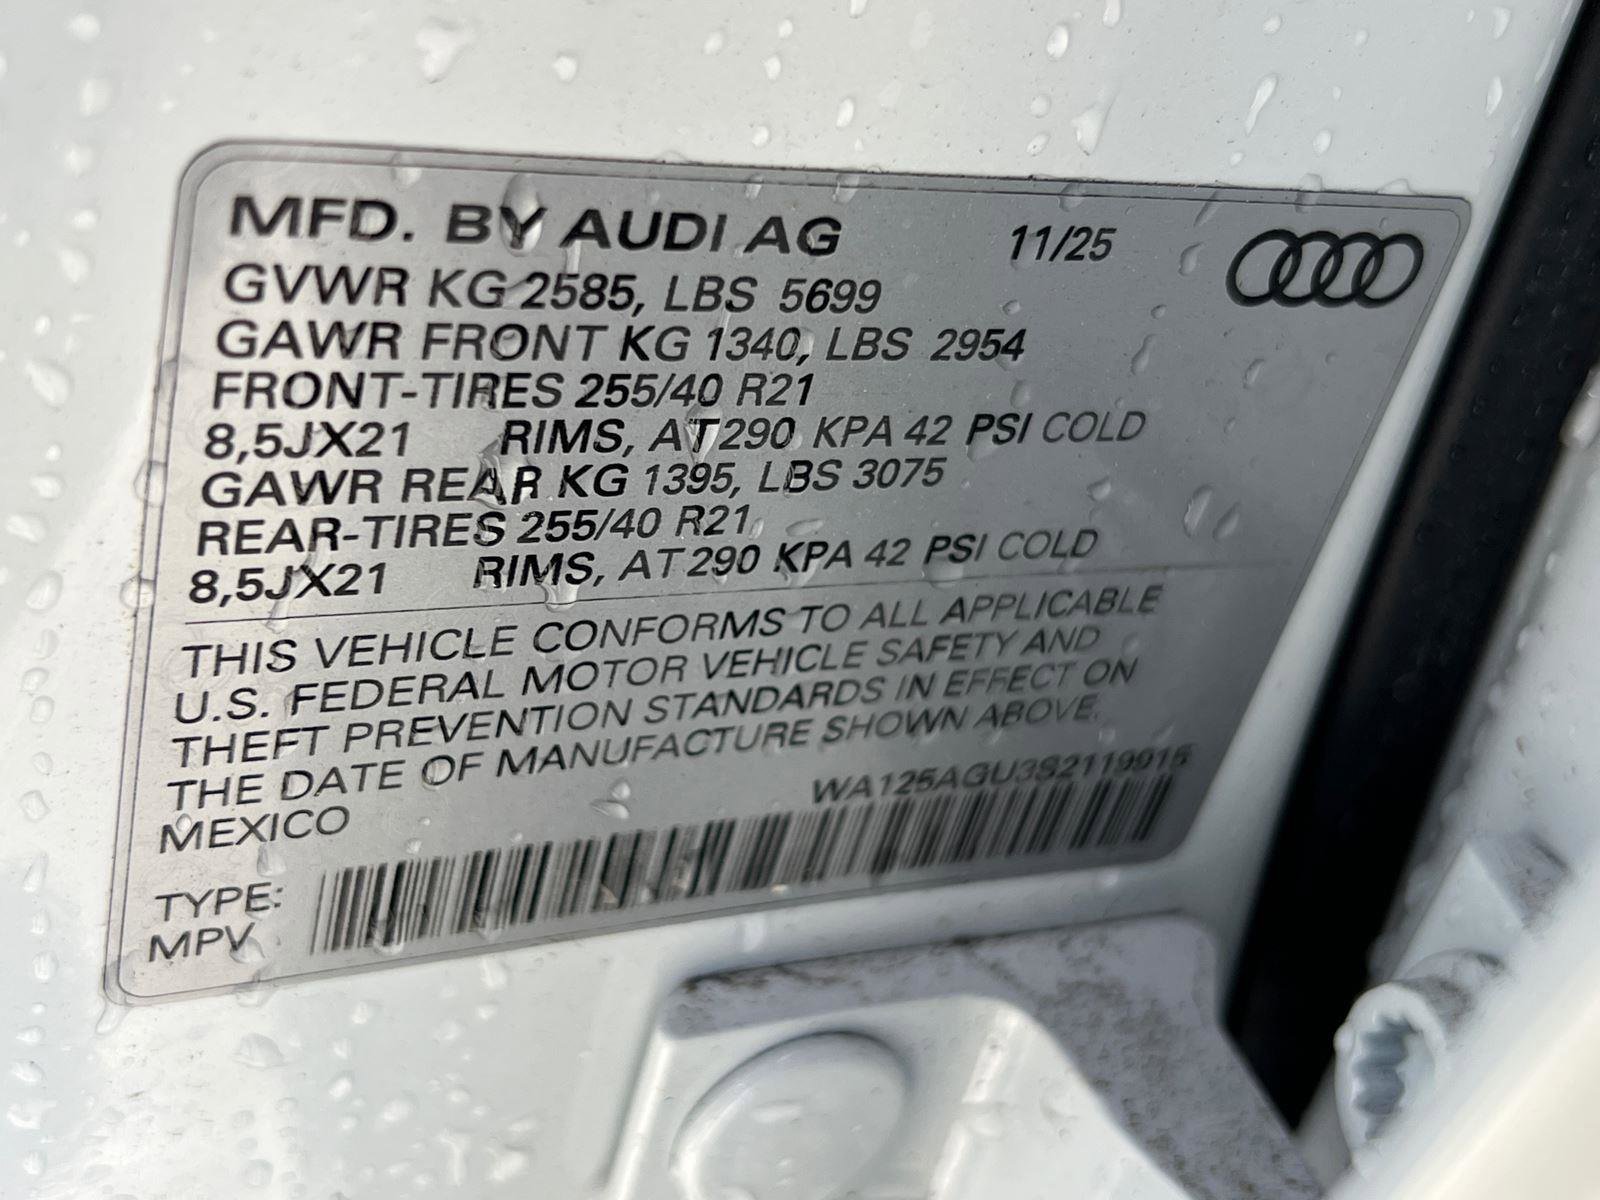 MFD. BY AUDI AG 11/25
GVWR KG 2585, LBS 5699
GAWR FRONT KG 1340, LBS 2954
FRONT-TIRES 255/40 R21
8,5JX21 RIMS, AT 290 KPA 42 PSI COLD
GAWR REAR KG 1395, LBS 3075
REAR-TIRES 255/40 R21
8,5JX21 RIMS, AT 290 KPA 42 PSI COLD
THIS VEHICLE CONFORMS TO ALL APPLICABLE
U.S. FEDERAL MOTOR VEHICLE SAFETY AND
THEFT PREVENTION STANDARDS IN EFFECT ON
THE DATE OF MANUFACTURE SHOWN ABOVE.
MEXICO
WA125AGU3S2119915
TYPE:
MPV